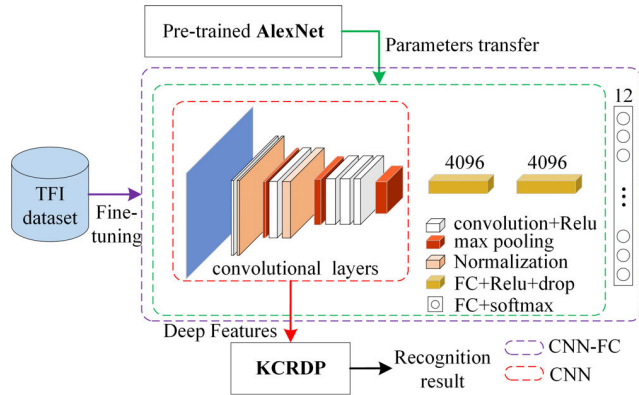 Pre-trained AlexNet
Parameters transfer
12
TFI
dataset
Fine-
tuning
4096
4096
convolutional layers
convolution+Relu
max pooling
Normalization
FC+Relu+drop
FC+softmax
Deep Features
KCRDP
Recognition
result
CNN-FC
CNN